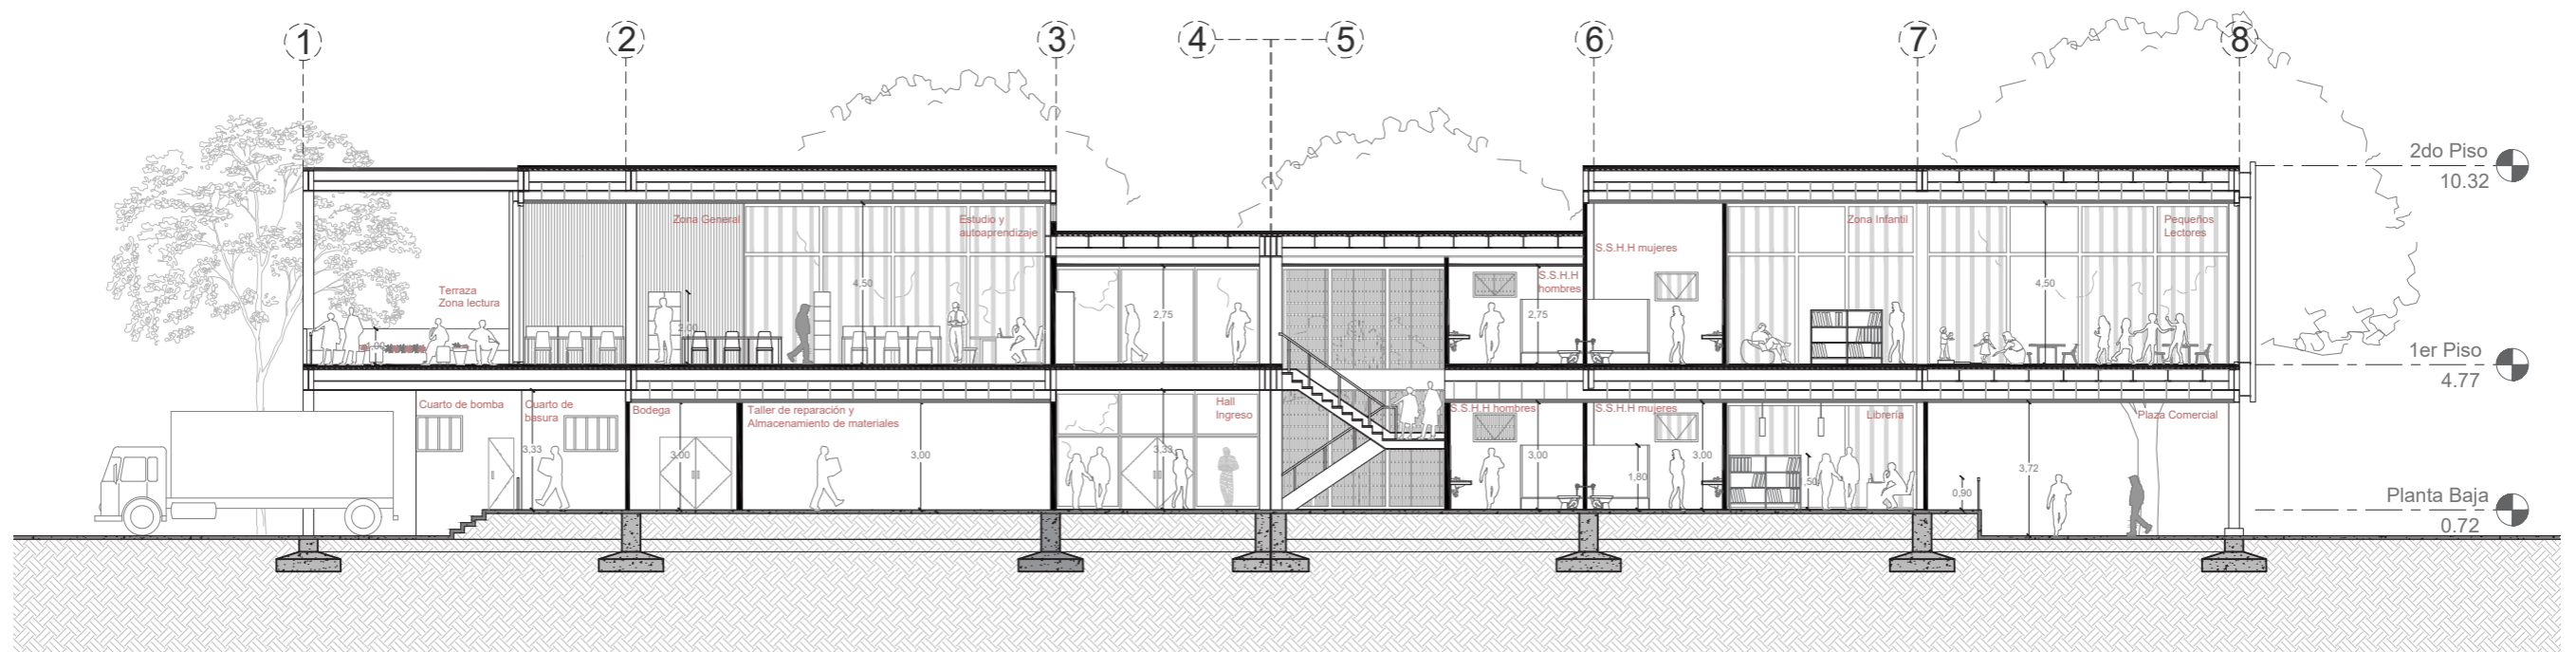 1
2
3
4
5
6
7
8
2do Piso
10.32
Zona General
Estudio y
autoaprendizaje
Zona Infantil
Pequeños
Lectores
S.S.H.H mujeres
S.S.H.H
hombres
4,50
4,50
Terraza
Zona lectura
2,00
2,75
2,75
1,00
1er Piso
4.77
Cuarto de bomba
Cuarto de
basura
Bodega
Taller de reparación y
Almacenamiento de materiales
Hall
Ingreso
S.S.H.H hombres
S.S.H.H mujeres
Librería
Plaza Comercial
3,33
3,00
3,00
3,33
3,00
1,80
3,00
3,72
0,90
Planta Baja
0.72